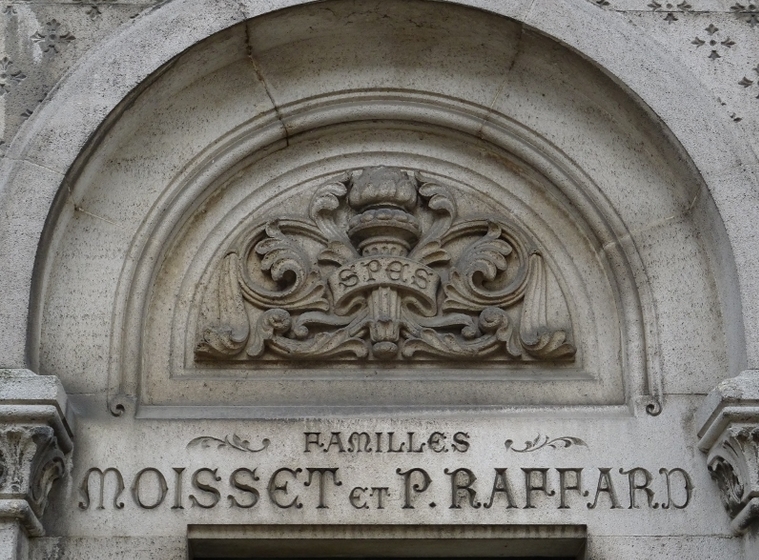 SPES
FAMILLES
MOISSET ET P. RAFFARD